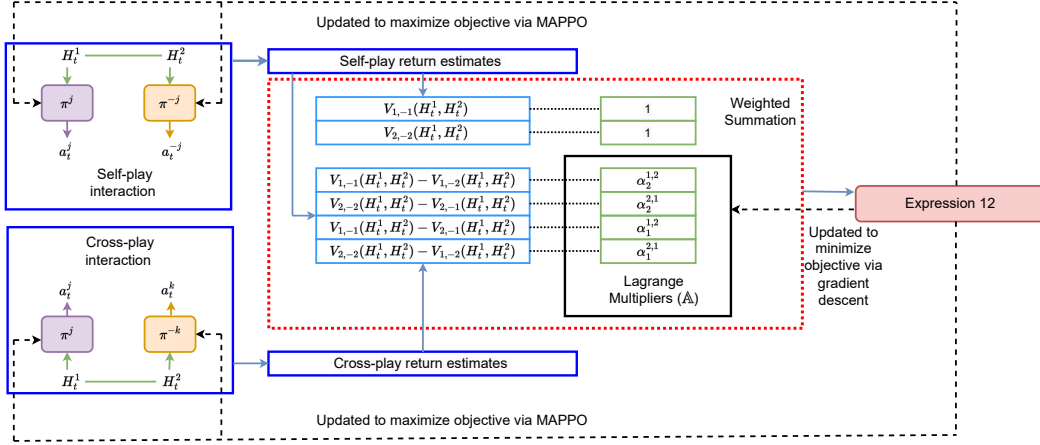 Updated to maximize objective via MAPPO
H_t^1
H_t^2
π^j
π^{-j}
a_t^j
a_t^{-j}
Self-play
interaction
Self-play return estimates
Weighted
Summation
V_{1,-1}(H_t^1, H_t^2)
1
V_{2,-2}(H_t^1, H_t^2)
1
V_{1,-1}(H_t^1, H_t^2) − V_{1,-2}(H_t^1, H_t^2)
α_2^{1,2}
V_{2,-2}(H_t^1, H_t^2) − V_{2,-1}(H_t^1, H_t^2)
α_2^{2,1}
V_{1,-1}(H_t^1, H_t^2) − V_{2,-1}(H_t^1, H_t^2)
α_1^{1,2}
V_{2,-2}(H_t^1, H_t^2) − V_{1,-2}(H_t^1, H_t^2)
α_1^{2,1}
Lagrange
Multipliers (𝔸)
Expression 12
Updated to
minimize
objective via
gradient
descent
Cross-play
interaction
a_t^j
a_t^k
π^j
π^{-k}
H_t^1
H_t^2
Cross-play return estimates
Updated to maximize objective via MAPPO